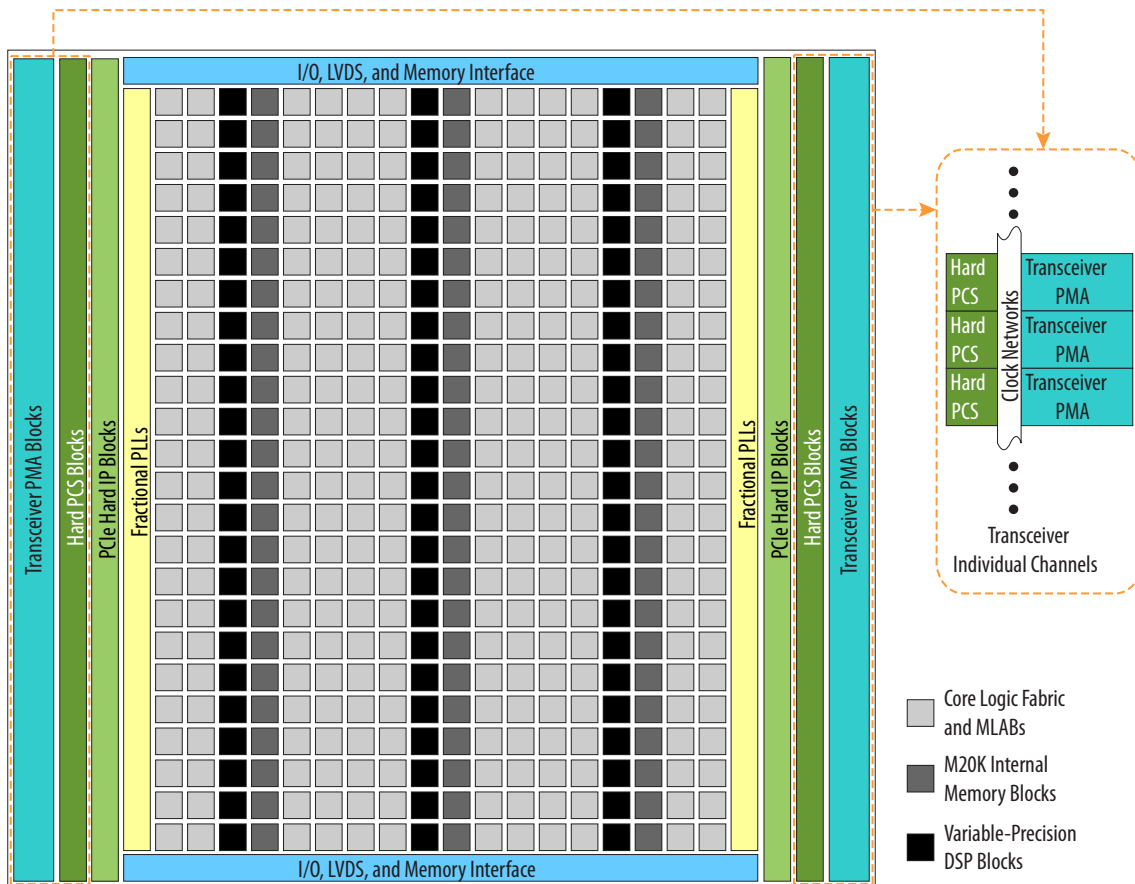 I/O, LVDS, and Memory Interface
Transceiver PMA Blocks
Hard PCS Blocks
PCIe Hard IP Blocks
Fractional PLLs
Fractional PLLs
PCIe Hard IP Blocks
Hard PCS Blocks
Transceiver PMA Blocks
I/O, LVDS, and Memory Interface
Hard
PCS
Transceiver
PMA
Hard
PCS
Transceiver
PMA
Hard
PCS
Transceiver
PMA
Clock Networks
Transceiver
Individual Channels
Core Logic Fabric
and MLABs
M20K Internal
Memory Blocks
Variable-Precision
DSP Blocks